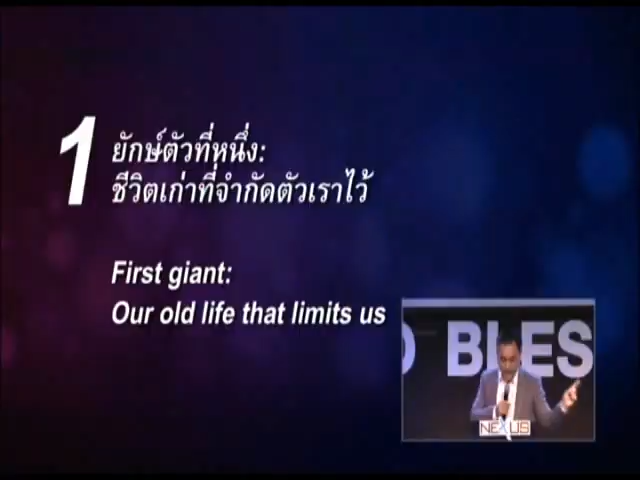 1
ยักษ์ตัวที่หนึ่ง:
ชีวิตเก่าที่จำกัดตัวเราไว้
First giant:
Our old life that limits us
D BLES
NEXUS